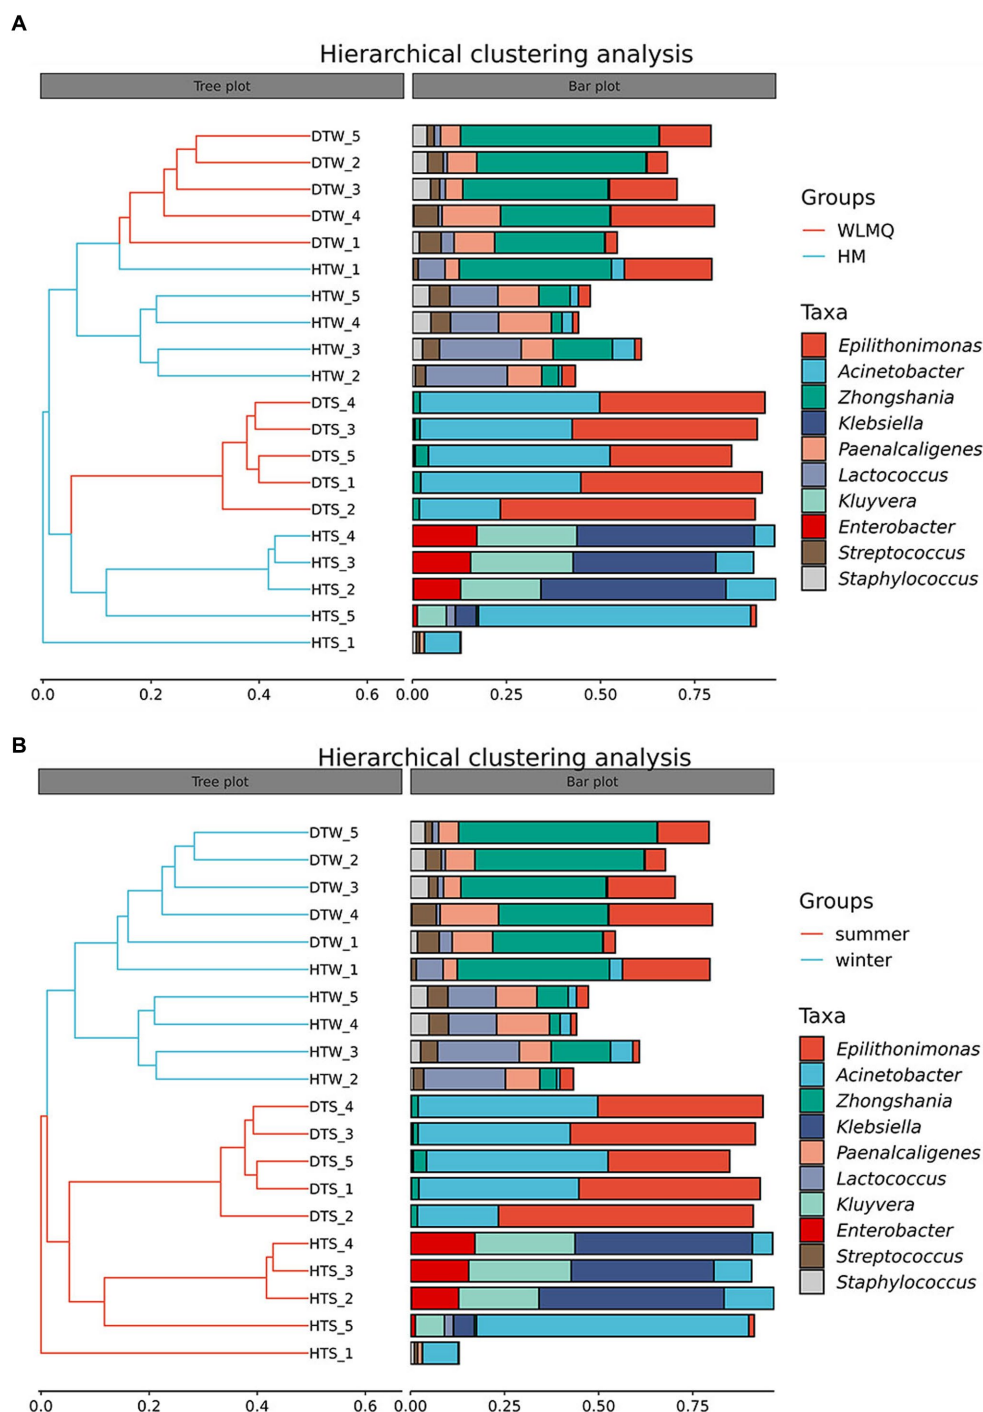 A
Hierarchical clustering analysis
Tree plot
Bar plot
DTW_5
DTW_2
DTW_3
DTW_4
DTW_1
HTW_1
HTW_5
HTW_4
HTW_3
HTW_2
DTS_4
DTS_3
DTS_5
DTS_1
DTS_2
HTS_4
HTS_3
HTS_2
HTS_5
HTS_1
0.0 0.2 0.4 0.6
0.00 0.25 0.50 0.75
Groups
WLMQ
HM
Taxa
Epilithonimonas
Acinetobacter
Zhongshania
Klebsiella
Paenalcaligenes
Lactococcus
Kluyvera
Enterobacter
Streptococcus
Staphylococcus
B
Hierarchical clustering analysis
Tree plot
Bar plot
DTW_5
DTW_2
DTW_3
DTW_4
DTW_1
HTW_1
HTW_5
HTW_4
HTW_3
HTW_2
DTS_4
DTS_3
DTS_5
DTS_1
DTS_2
HTS_4
HTS_3
HTS_2
HTS_5
HTS_1
0.0 0.2 0.4 0.6
0.00 0.25 0.50 0.75
Groups
summer
winter
Taxa
Epilithonimonas
Acinetobacter
Zhongshania
Klebsiella
Paenalcaligenes
Lactococcus
Kluyvera
Enterobacter
Streptococcus
Staphylococcus